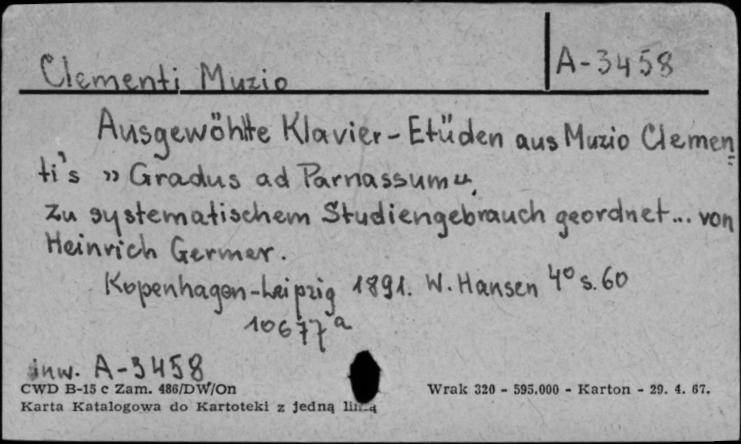 Clementi Muzio
A-3458
Ausgewöhlte Klavier-Etüden aus Muzio Clemen=
ti's „Gradus ad Parnassum“.
Zu systematischem Studiengebrauch geordnet... von
Heinrich Germer.
Kopenhagen-Leipzig 1891. W. Hansen 4° s. 60
10677a
inw. A-3458
CWD B-15 c Zam. 486/DW/On
Wrak 320 - 595.000 - Karton - 29. 4. 67.
Karta Katalogowa do Kartoteki z jedną linią